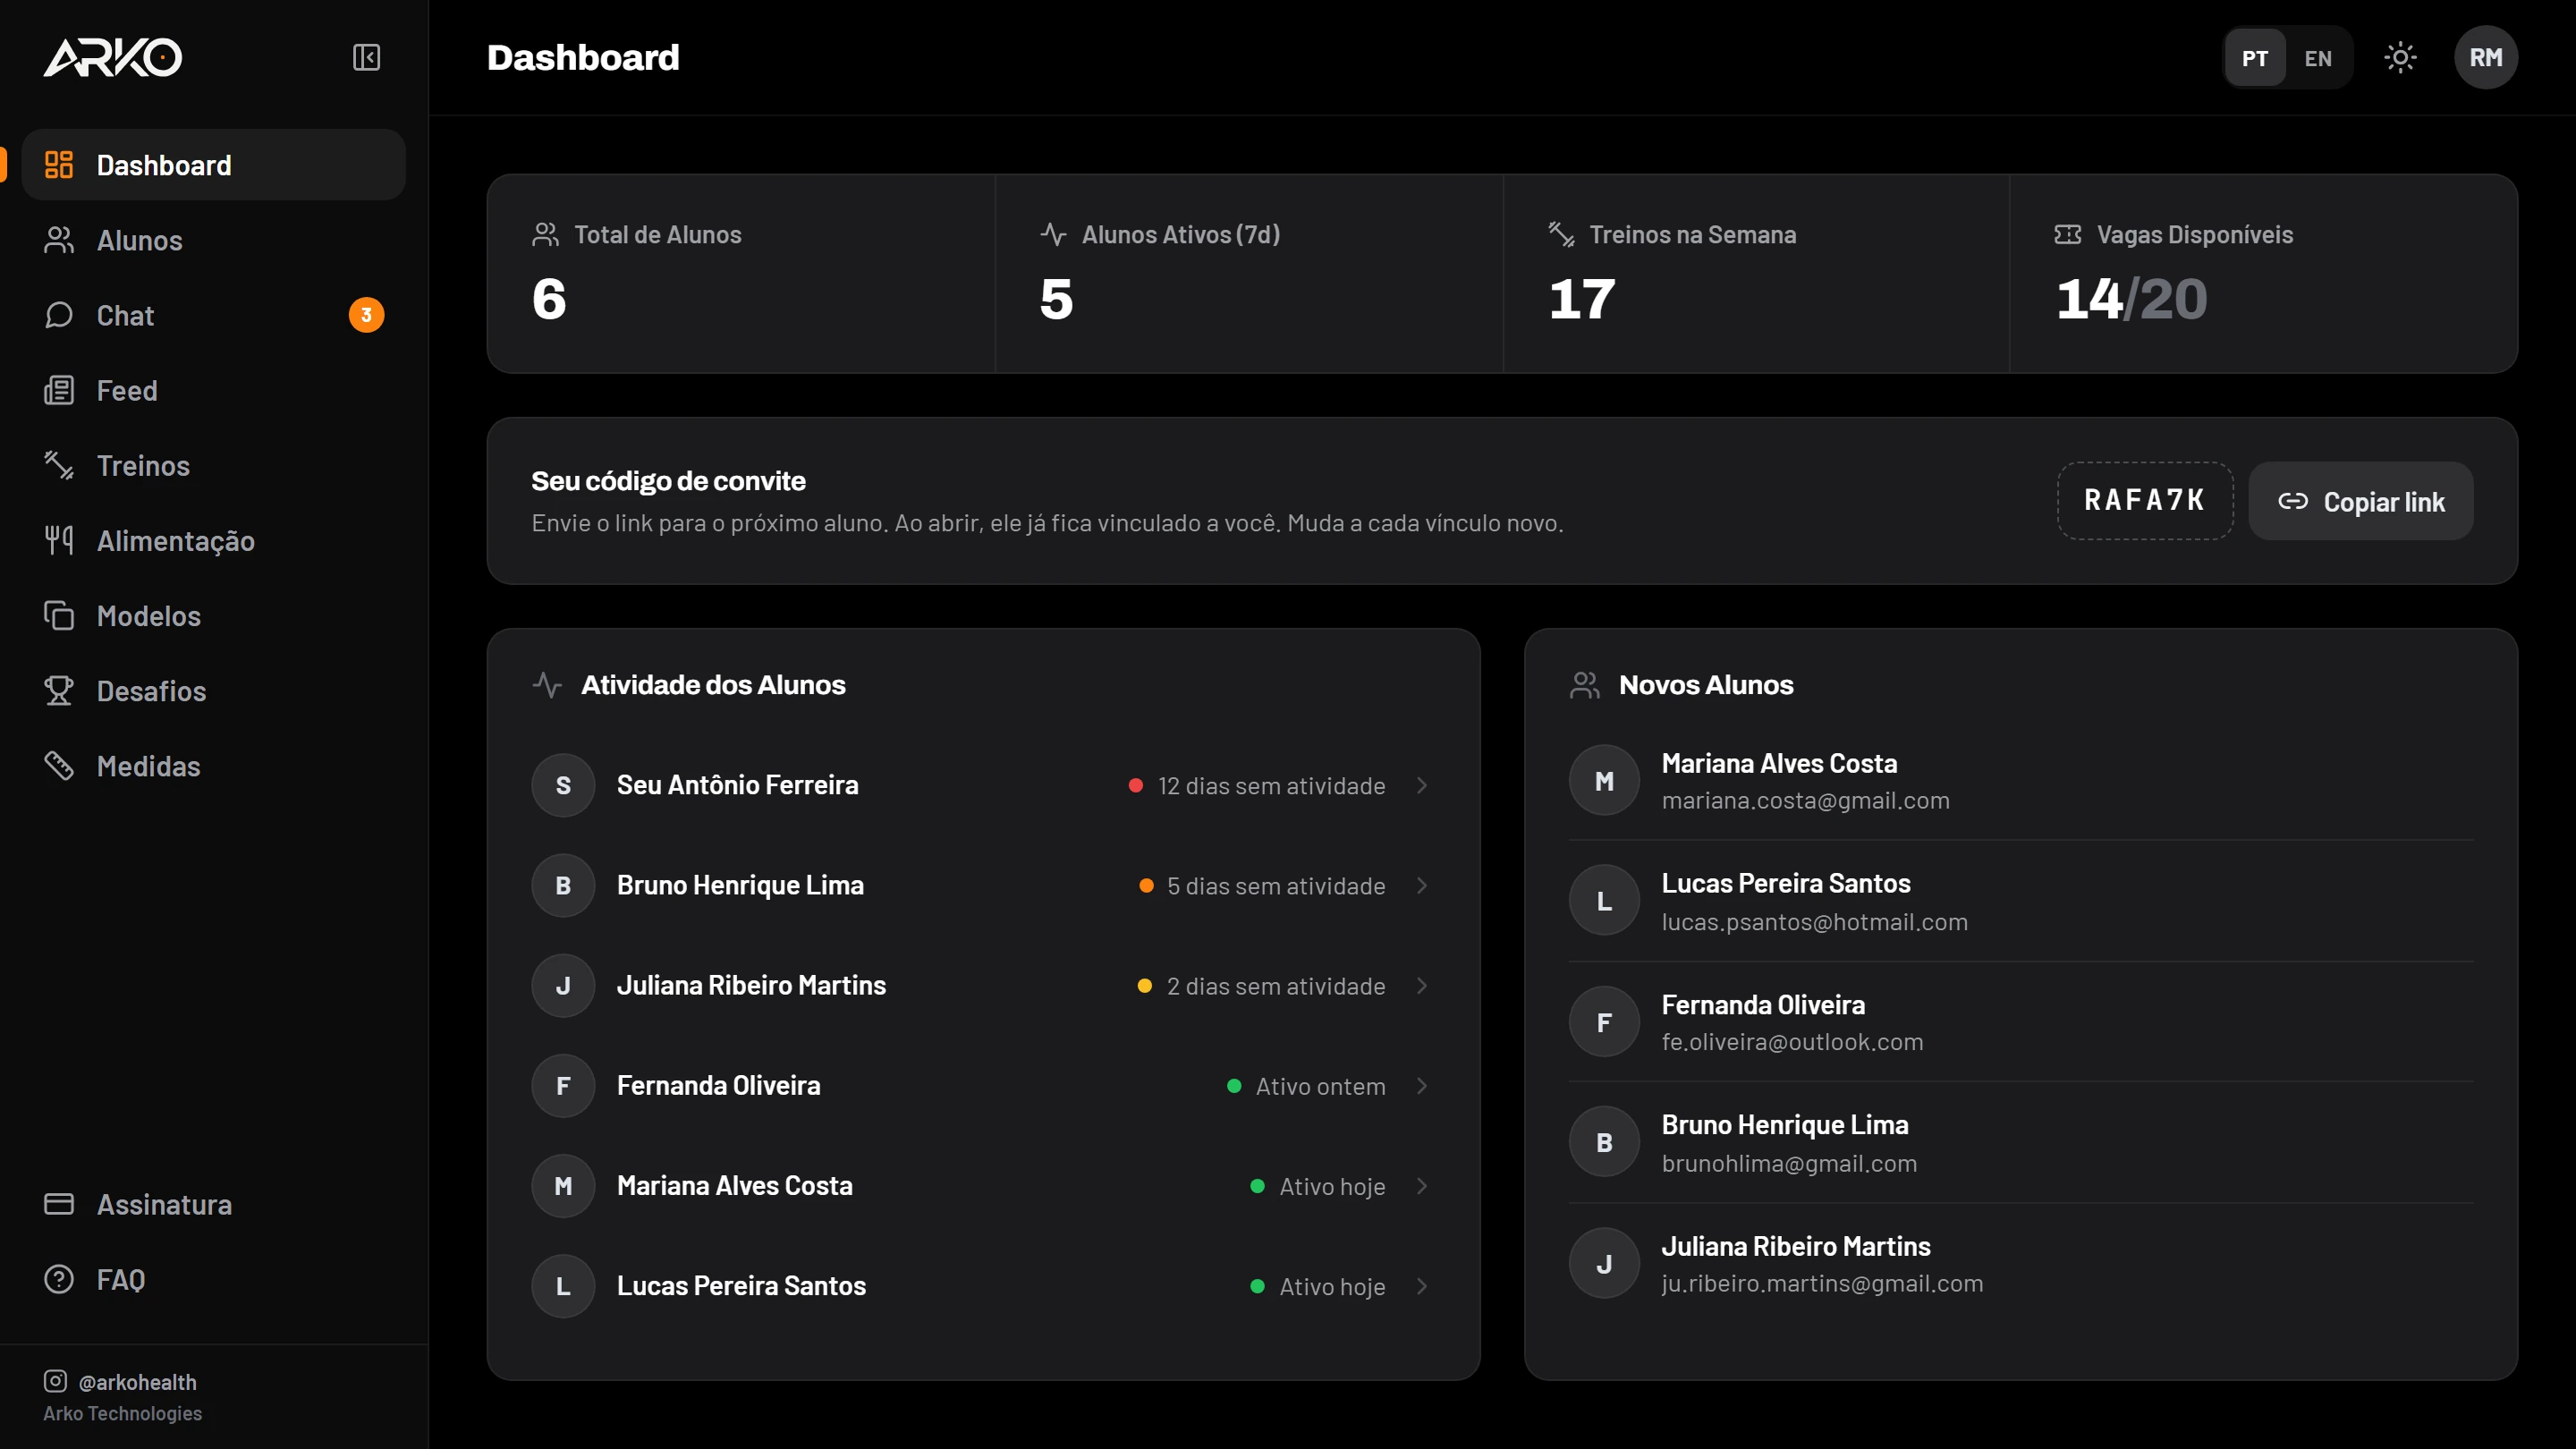 ARKO
Dashboard
Alunos
Chat 3
Feed
Treinos
Alimentação
Modelos
Desafios
Medidas
Assinatura
FAQ
@arkohealth
Arko Technologies
Dashboard
PT EN RM
Total de Alunos
6
Alunos Ativos (7d)
5
Treinos na Semana
17
Vagas Disponíveis
14/20
Seu código de convite
Envie o link para o próximo aluno. Ao abrir, ele já fica vinculado a você. Muda a cada vínculo novo.
RAFA7K
Copiar link
Atividade dos Alunos
S Seu Antônio Ferreira 12 dias sem atividade
B Bruno Henrique Lima 5 dias sem atividade
J Juliana Ribeiro Martins 2 dias sem atividade
F Fernanda Oliveira Ativo ontem
M Mariana Alves Costa Ativo hoje
L Lucas Pereira Santos Ativo hoje
Novos Alunos
M Mariana Alves Costa
mariana.costa@gmail.com
L Lucas Pereira Santos
lucas.psantos@hotmail.com
F Fernanda Oliveira
fe.oliveira@outlook.com
B Bruno Henrique Lima
brunohlima@gmail.com
J Juliana Ribeiro Martins
ju.ribeiro.martins@gmail.com